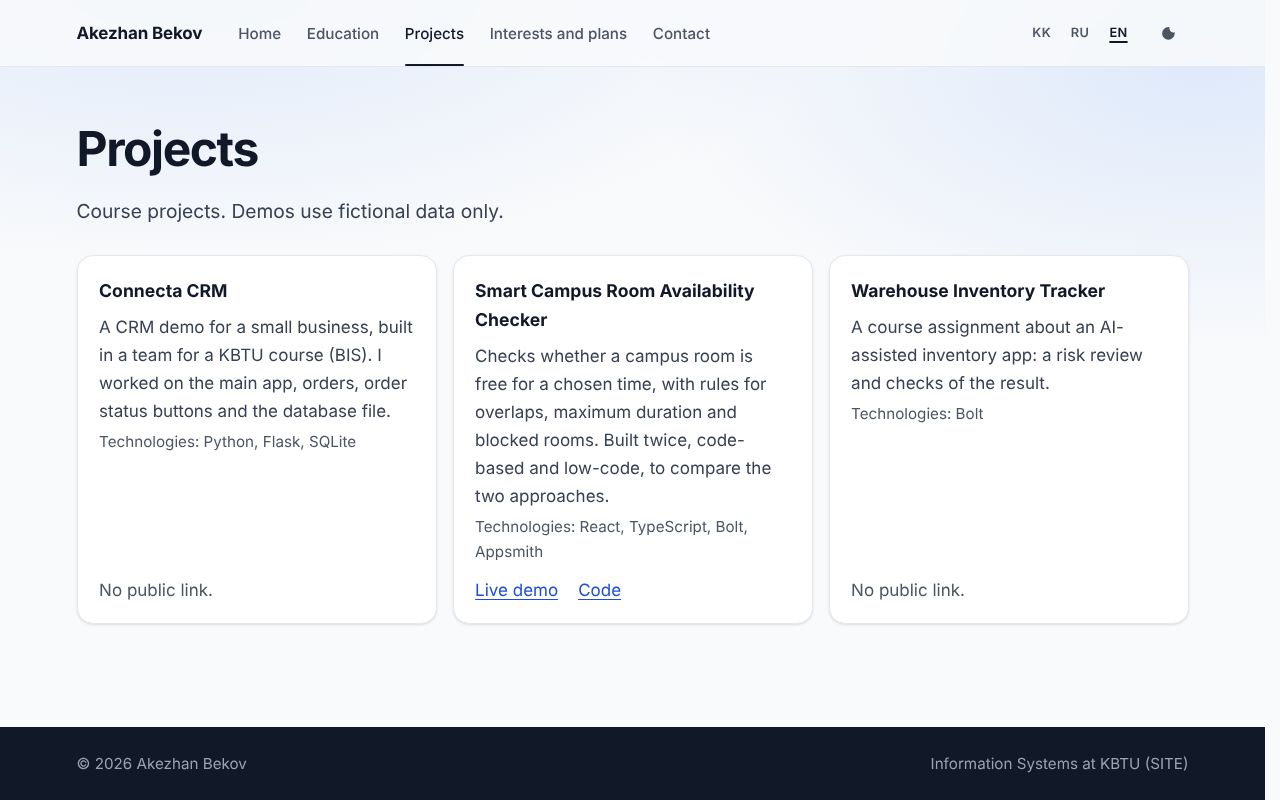 Akezhan Bekov Home Education Projects Interests and plans Contact KK RU EN
Projects
Course projects. Demos use fictional data only.
Connecta CRM
A CRM demo for a small business, built
in a team for a KBTU course (BIS). I
worked on the main app, orders, order
status buttons and the database file.
Technologies: Python, Flask, SQLite
No public link.
Smart Campus Room Availability
Checker
Checks whether a campus room is
free for a chosen time, with rules for
overlaps, maximum duration and
blocked rooms. Built twice, code-
based and low-code, to compare the
two approaches.
Technologies: React, TypeScript, Bolt,
Appsmith
Live demo Code
Warehouse Inventory Tracker
A course assignment about an AI-
assisted inventory app: a risk review
and checks of the result.
Technologies: Bolt
No public link.
© 2026 Akezhan Bekov Information Systems at KBTU (SITE)